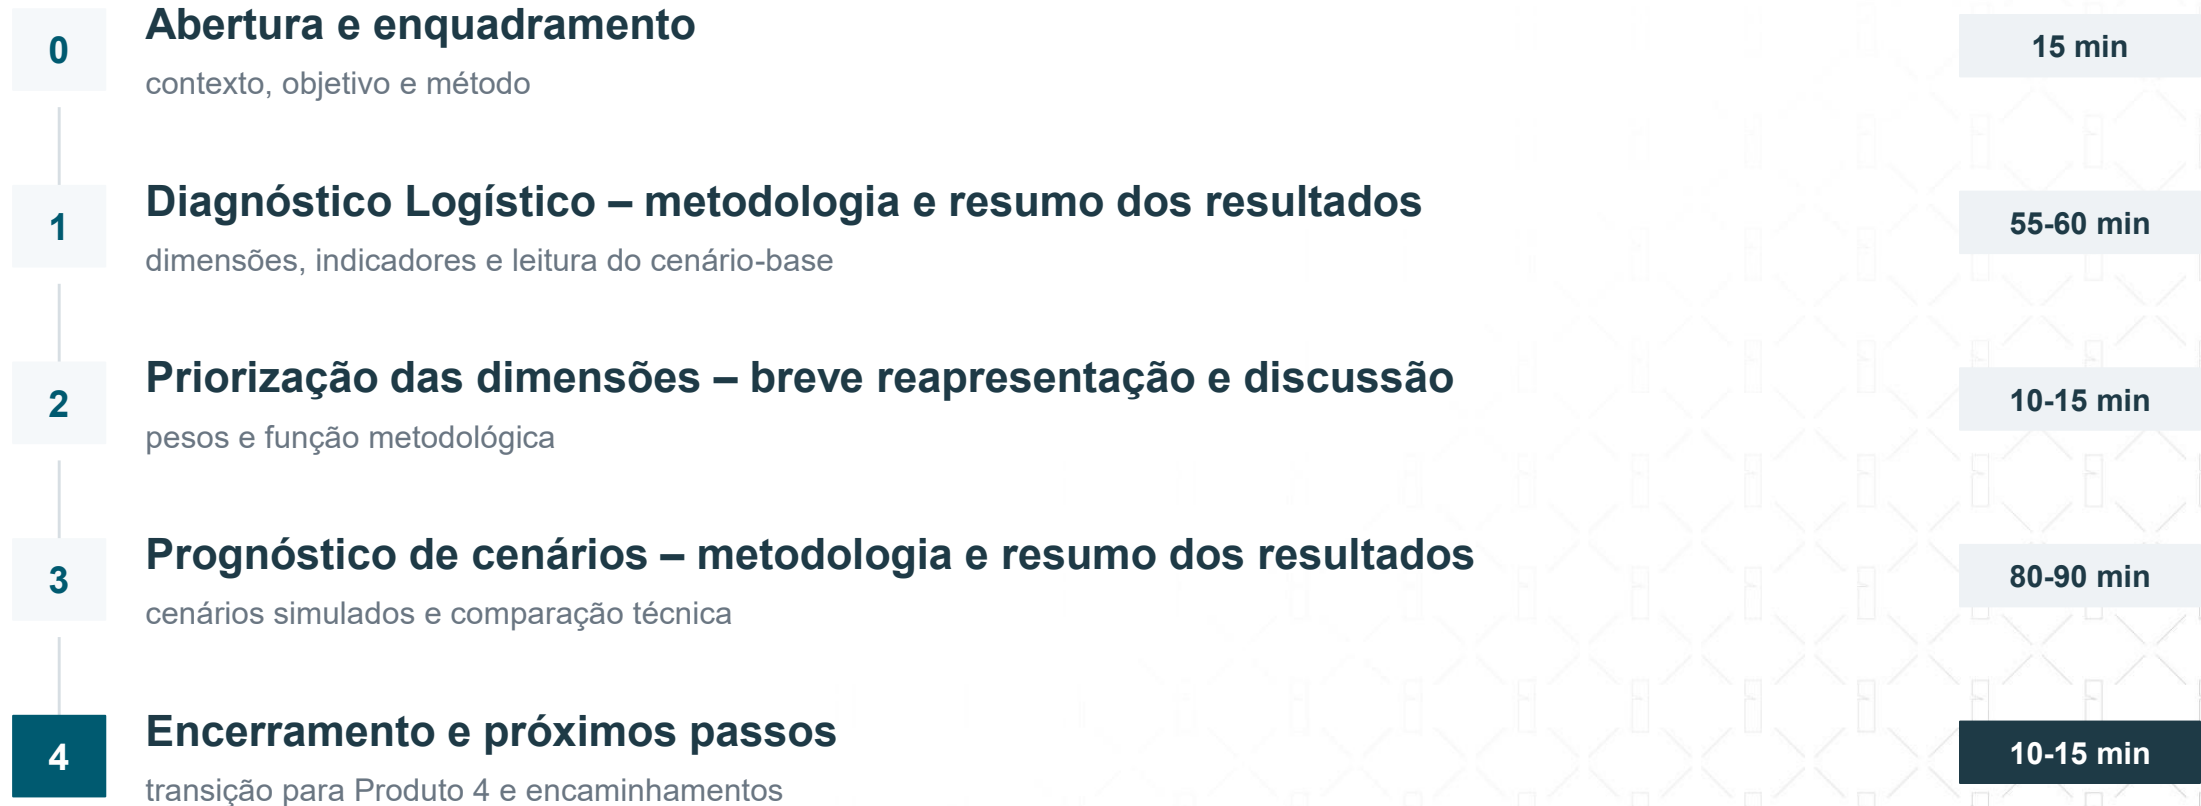 0
Abertura e enquadramento
15 min
contexto, objetivo e método
1
Diagnóstico Logístico – metodologia e resumo dos resultados
55-60 min
dimensões, indicadores e leitura do cenário-base
2
Priorização das dimensões – breve reapresentação e discussão
10-15 min
pesos e função metodológica
3
Prognóstico de cenários – metodologia e resumo dos resultados
80-90 min
cenários simulados e comparação técnica
4
Encerramento e próximos passos
10-15 min
transição para Produto 4 e encaminhamentos